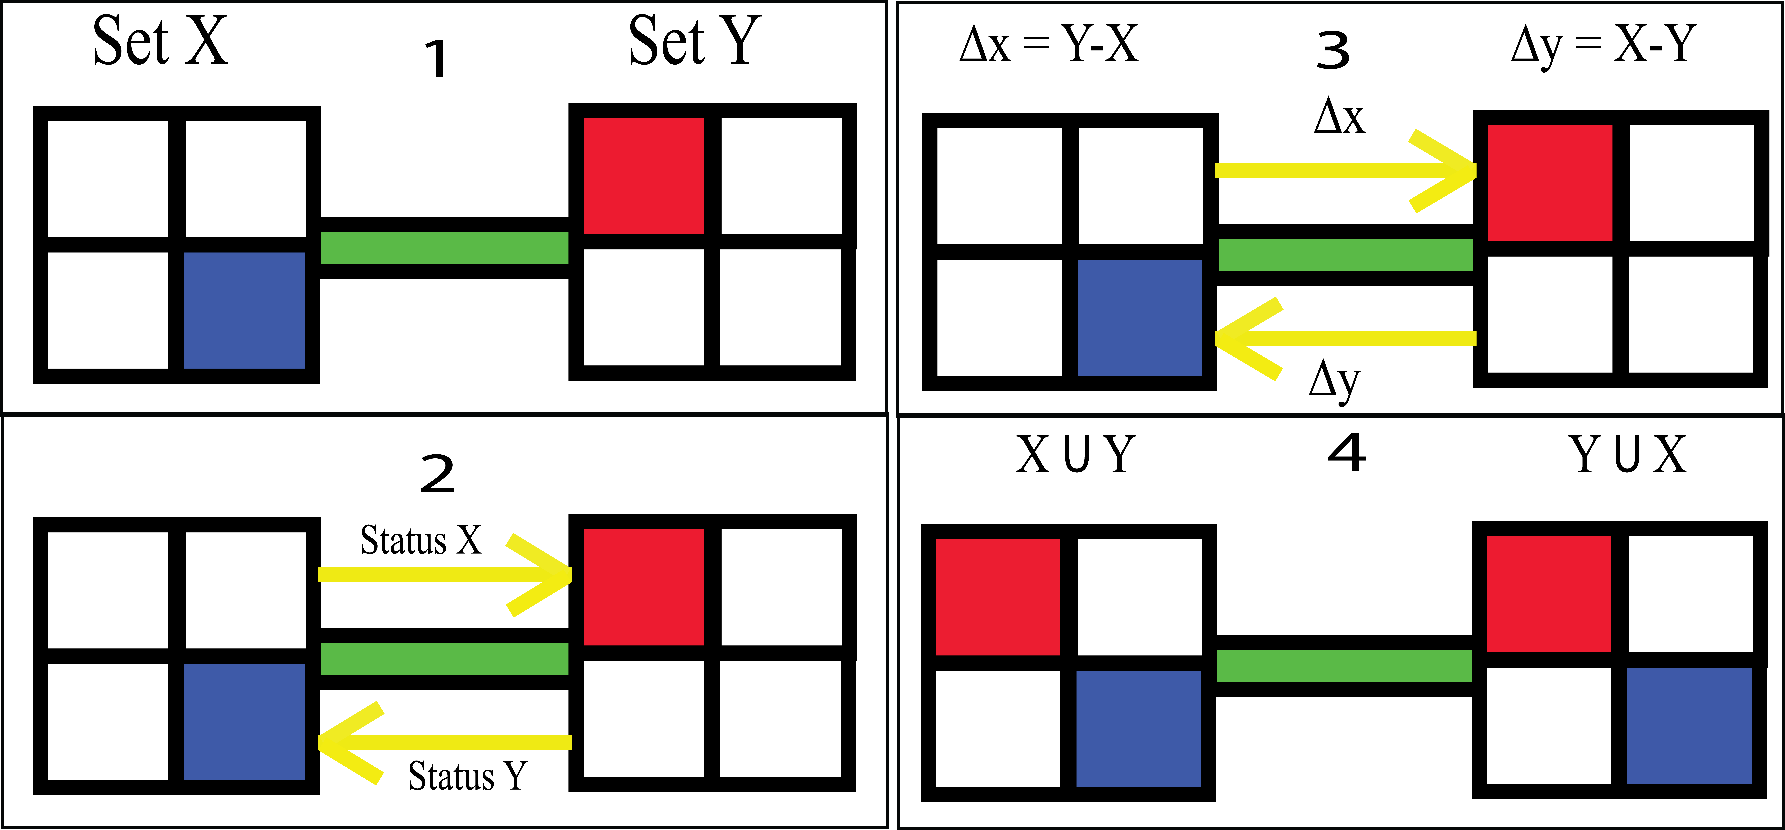 Set X
1
Set Y
Δx = Y-X
3
Δy = X-Y
Δx
Δy
2
Status X
Status Y
X U Y
4
Y U X